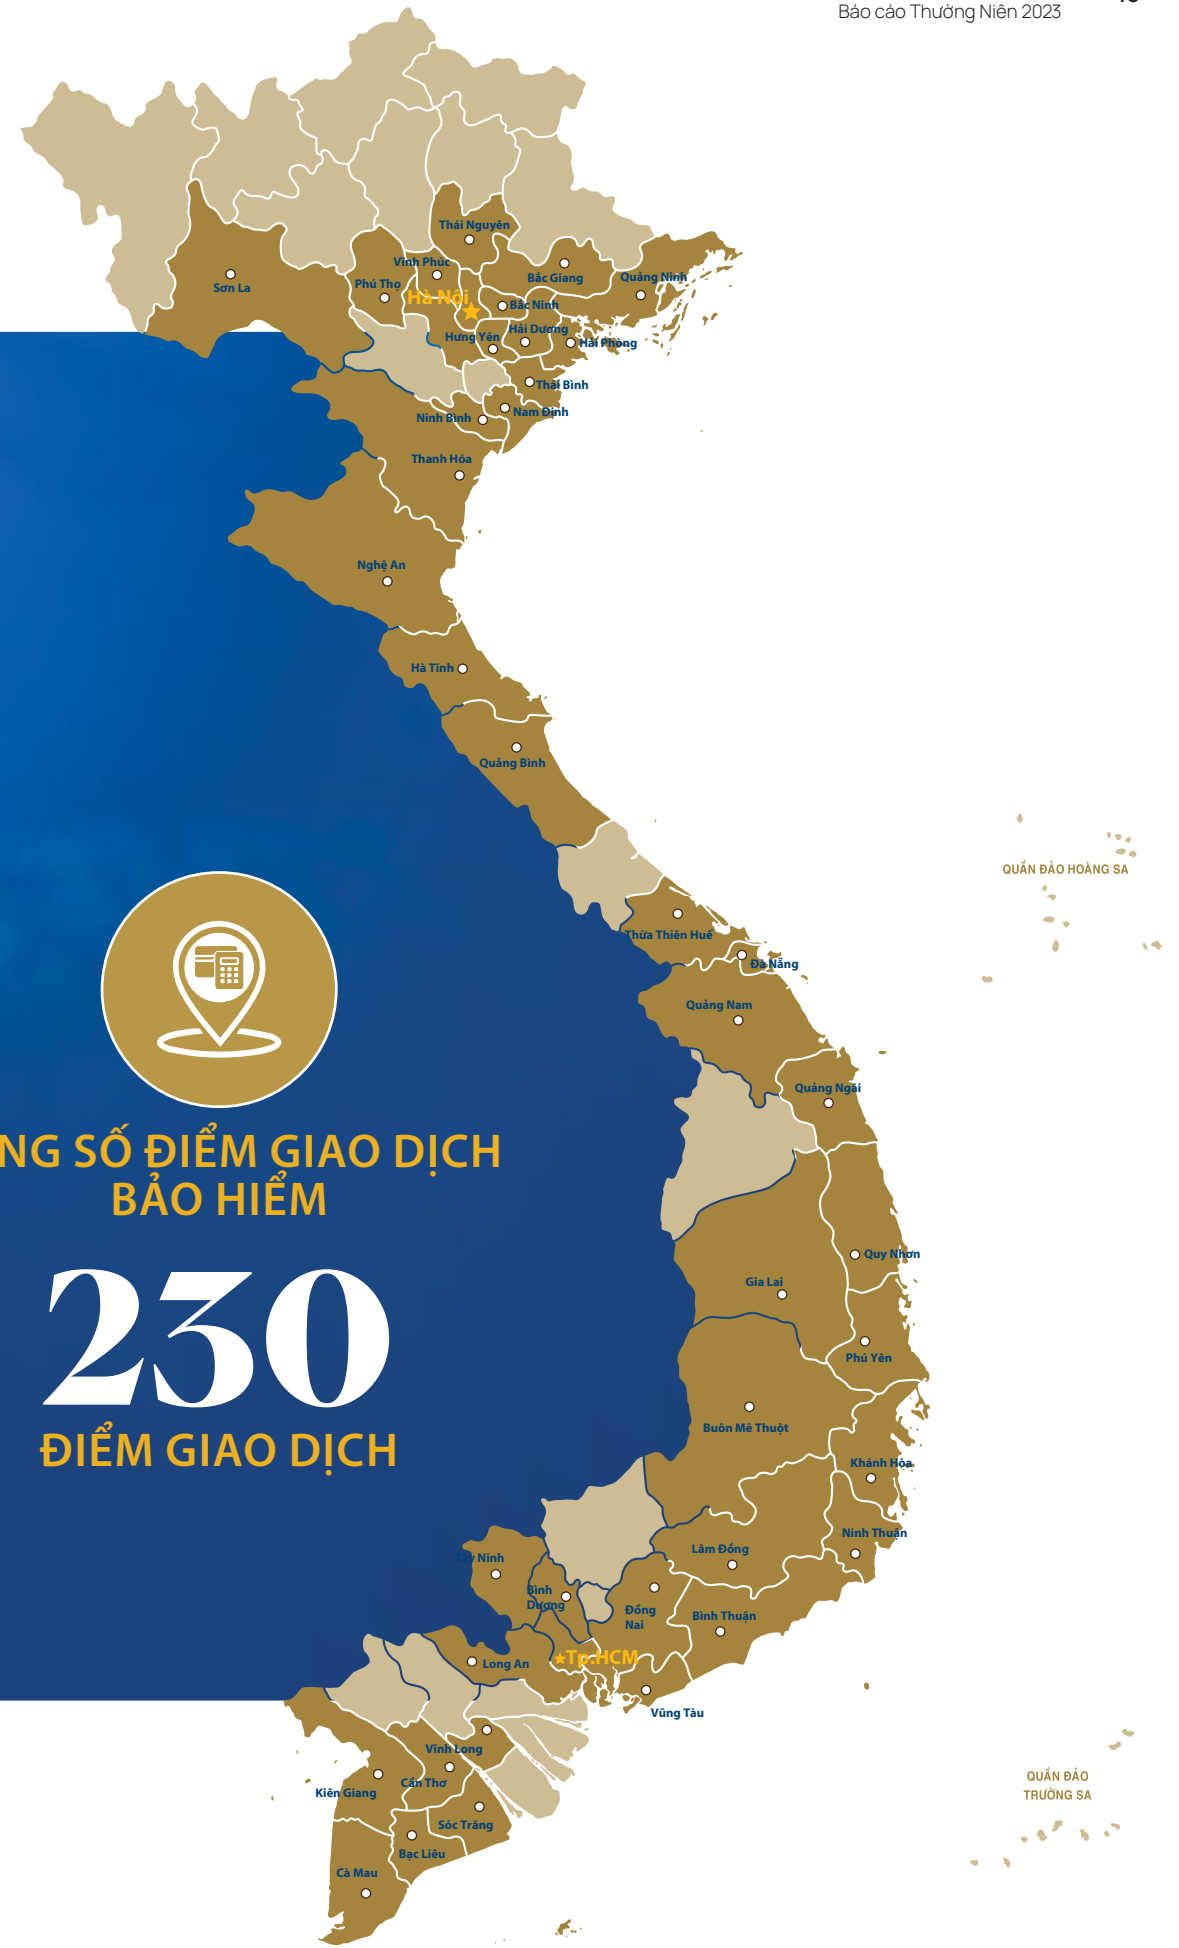 Báo cáo Thường Niên 2023
Thái Nguyên
Vĩnh Phúc
Bắc Giang
Quảng Ninh
Sơn La
Phú Thọ
Hà Nội
Bắc Ninh
Hải Dương
Hưng Yên
Hải Phòng
Thái Bình
Nam Định
Ninh Bình
Thanh Hóa
Nghệ An
Hà Tĩnh
Quảng Bình
QUẦN ĐẢO HOÀNG SA
Thừa Thiên Huế
Đà Nẵng
Quảng Nam
Quảng Ngãi
NG SỐ ĐIỂM GIAO DỊCH
BẢO HIỂM
230
ĐIỂM GIAO DỊCH
Quy Nhơn
Gia Lai
Phú Yên
Buôn Mê Thuột
Khánh Hòa
Ninh Thuận
Lâm Đồng
Tây Ninh
Bình
Dương
Đồng
Nai
Bình Thuận
Tp.HCM
Long An
Vũng Tàu
Vĩnh Long
Cần Thơ
Kiên Giang
Sóc Trăng
Bạc Liêu
Cà Mau
QUẦN ĐẢO
TRƯỜNG SA